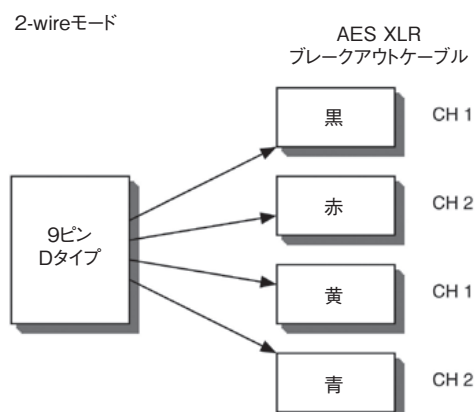 2-wireモード
AES XLR
ブレークアウトケーブル
黒
CH 1
赤
CH 2
9ピン
Dタイプ
黄
CH 1
青
CH 2